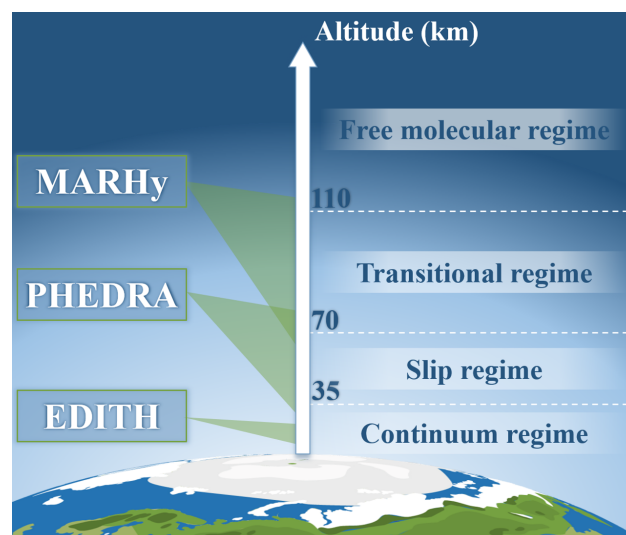 Altitude (km)
Free molecular regime
MARHy
110
Transitional regime
PHEDRA
70
Slip regime
35
EDITH
Continuum regime